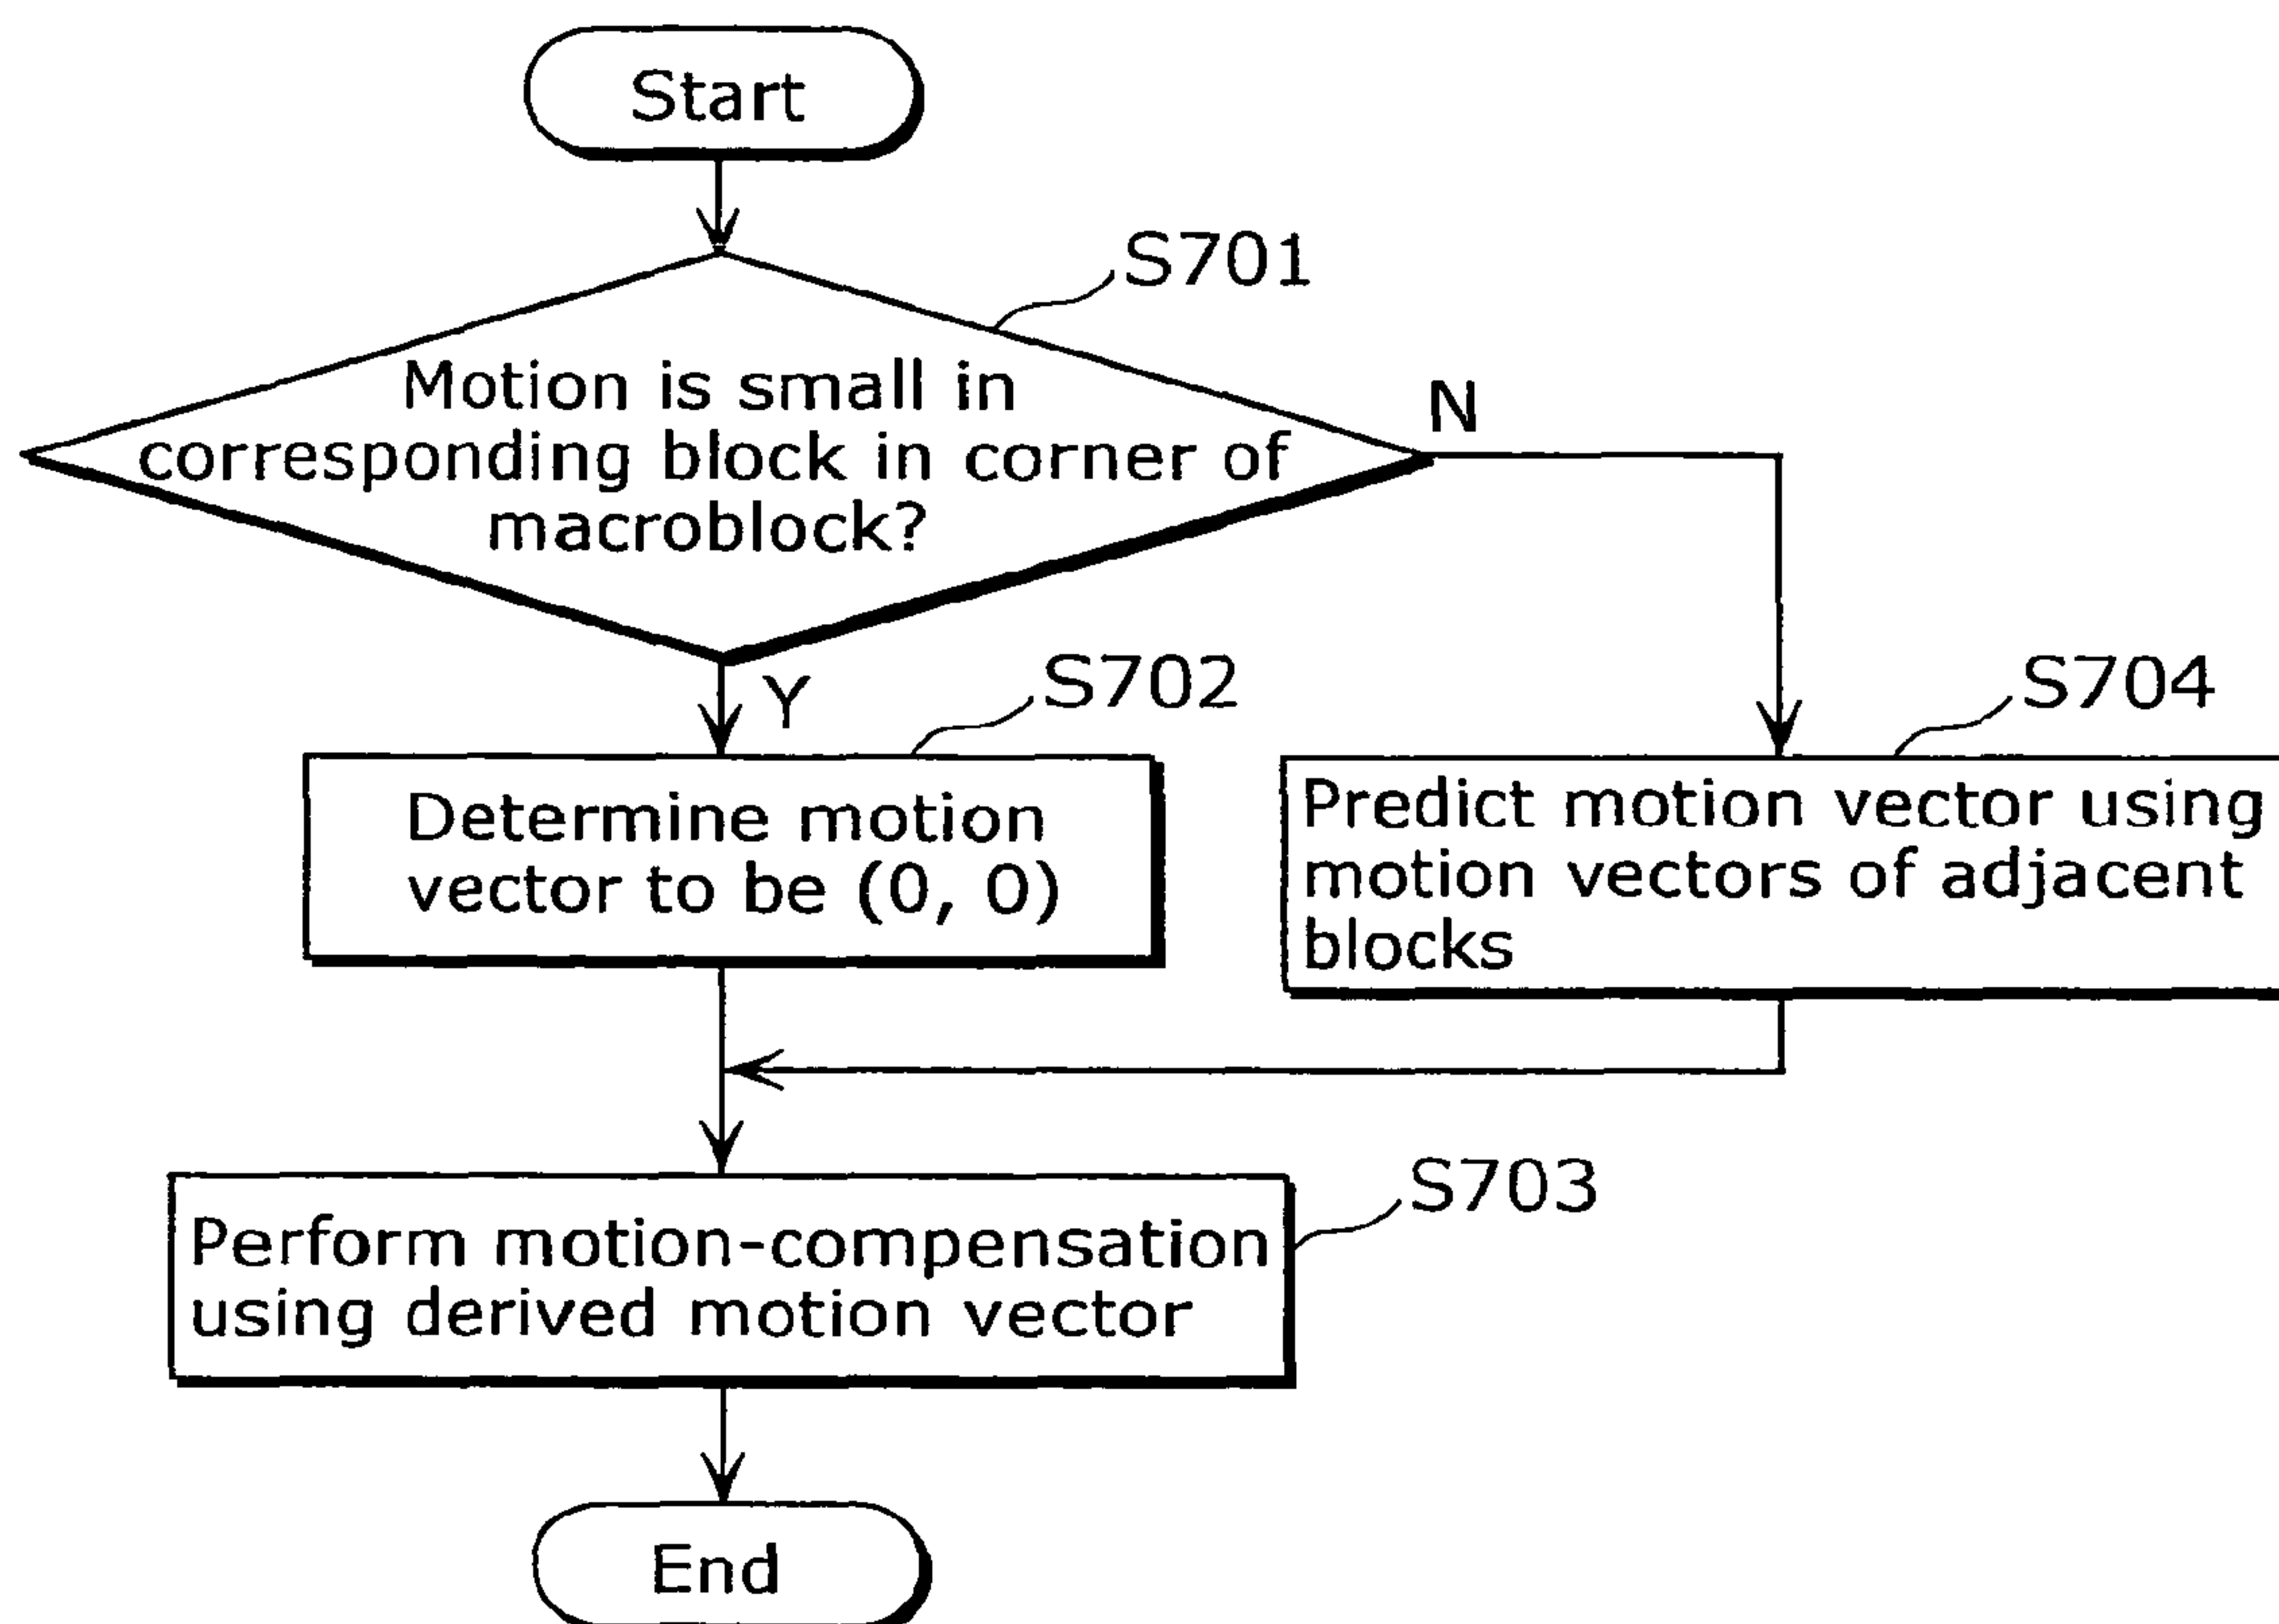 Start
S701
Motion is small in
corresponding block in corner of
macroblock?
N
Y
S702
Determine motion
vector to be (0, 0)
S704
Predict motion vector using
motion vectors of adjacent
blocks
S703
Perform motion-compensation
using derived motion vector
End